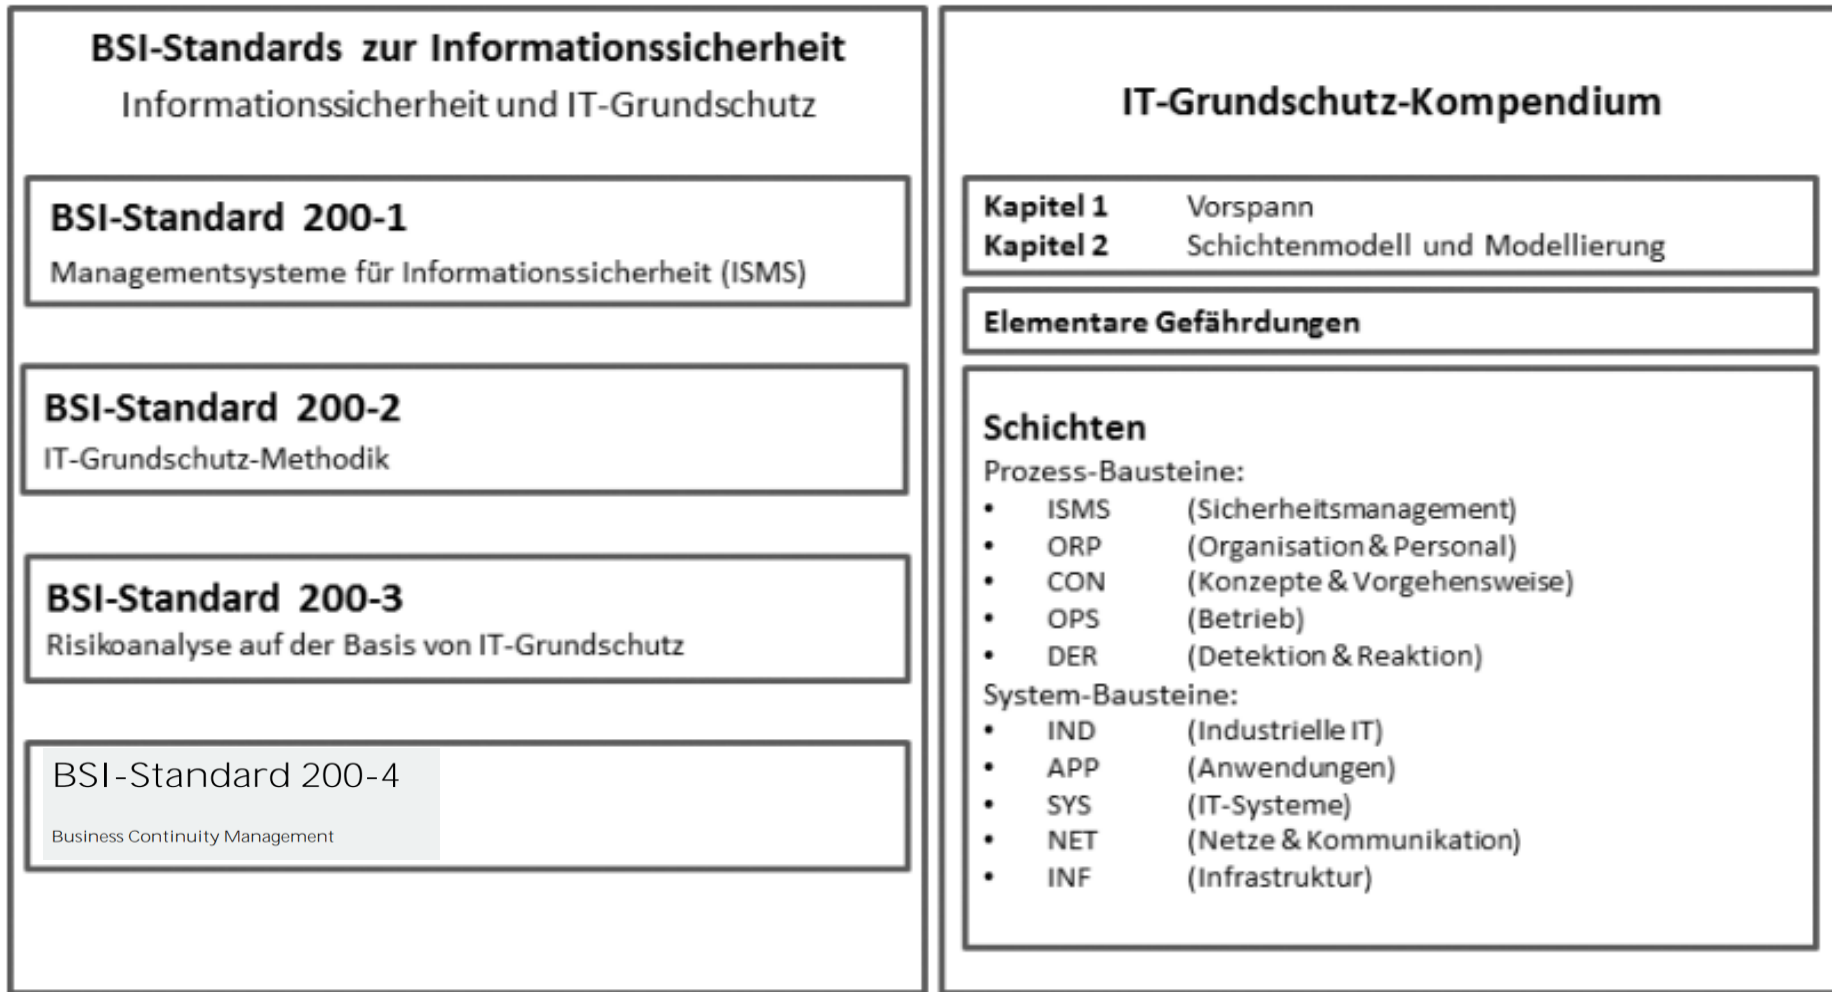 BSI-Standards zur Informationssicherheit
Informationssicherheit und IT-Grundschutz
BSI-Standard 200-1
Managementsysteme für Informationssicherheit (ISMS)
BSI-Standard 200-2
IT-Grundschutz-Methodik
BSI-Standard 200-3
Risikoanalyse auf der Basis von IT-Grundschutz
BSI-Standard 200-4
Business Continuity Management
IT-Grundschutz-Kompendium
Kapitel 1 Vorspann
Kapitel 2 Schichtenmodell und Modellierung
Elementare Gefährdungen
Schichten
Prozess-Bausteine:
• ISMS (Sicherheitsmanagement)
• ORP (Organisation & Personal)
• CON (Konzepte & Vorgehensweise)
• OPS (Betrieb)
• DER (Detektion & Reaktion)
System-Bausteine:
• IND (Industrielle IT)
• APP (Anwendungen)
• SYS (IT-Systeme)
• NET (Netze & Kommunikation)
• INF (Infrastruktur)